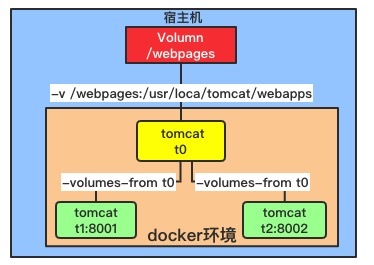 宿主机
Volumn
/webpages
-v /webpages:/usr/loca/tomcat/webapps
tomcat
t0
-volumes-from t0
-volumes-from t0
tomcat
t1:8001
tomcat
t2:8002
docker环境